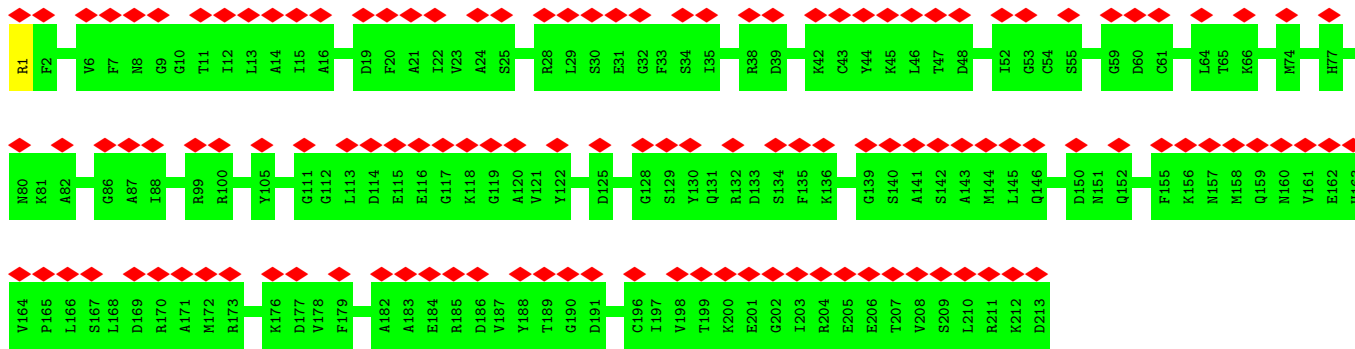 R1 F2 V6 F7 N8 G9 G10 T11 I12 L13 A14 I15 A16 D19 F20 A21 I22 V23 A24 S25 R28 L29 S30 E31 G32 F33 S34 I35 R38 D39 K42 C43 Y44 K45 L46 T47 D48 I52 G53 C54 S55 G59 D60 C61 L64 T65 K66 M74 H77
N80 K81 A82 G86 A87 I88 R99 R100 Y105 G111 G112 L113 D114 E115 E116 G117 K118 G119 A120 V121 Y122 D125 G128 S129 Y130 Q131 R132 D133 S134 F135 K136 G139 S140 A141 S142 A143 M144 L145 Q146 D150 N151 Q152 F155 K156 N157 M158 Q159 N160 V161 E162
V164 P165 L166 S167 L168 D169 R170 A171 M172 R173 K176 D177 V178 F179 A182 A183 E184 R185 D186 V187 Y188 T189 G190 D191 C196 I197 V198 T199 K200 E201 G202 I203 R204 E205 E206 T207 V208 S209 L210 R211 K212 D213